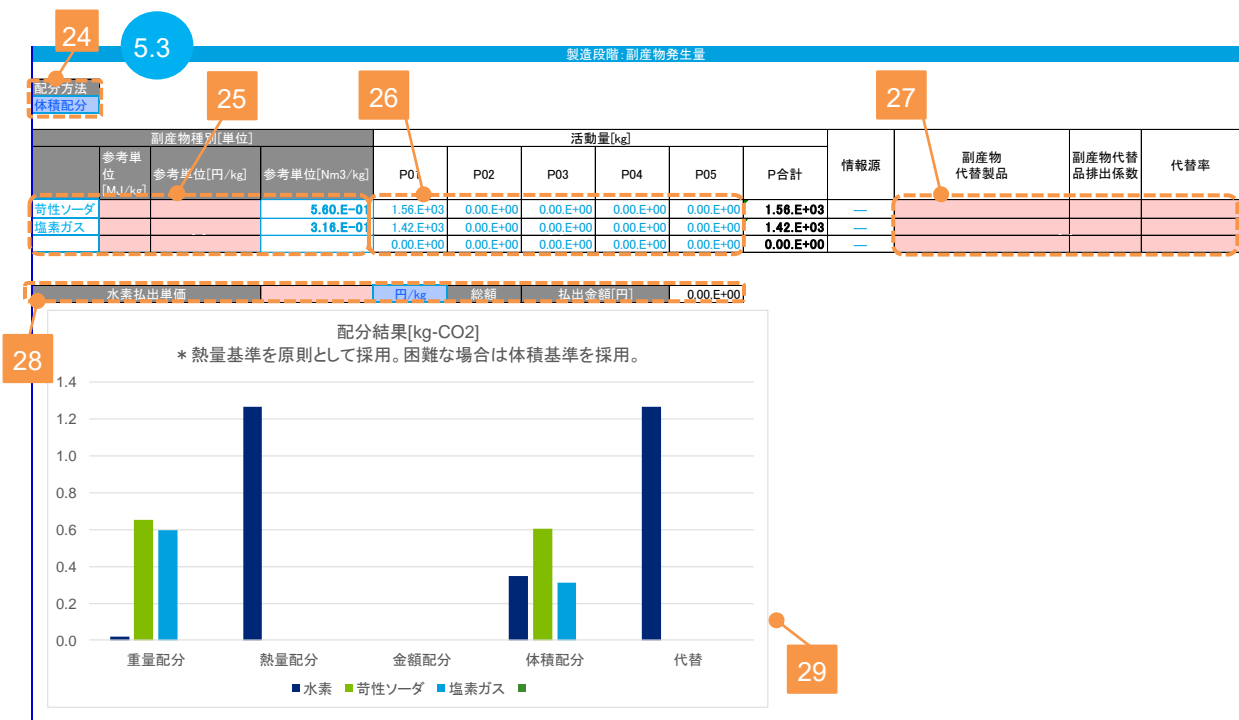 24
5.3
製造段階:副産物発生量
配分方法
体積配分
25
26
27
副産物種別[単位]
活動量[kg]
参考単位[MJ/kg] 参考単位[円/kg] 参考単位[Nm3/kg] P01 P02 P03 P04 P05 P合計 情報源 副産物代替製品 副産物代替品排出係数 代替率
苛性ソーダ 5.60.E-01 1.56.E+03 0.00.E+00 0.00.E+00 0.00.E+00 0.00.E+00 1.56.E+03 ―
塩素ガス 3.16.E-01 1.42.E+03 0.00.E+00 0.00.E+00 0.00.E+00 0.00.E+00 1.42.E+03 ―
0.00.E+00 0.00.E+00 0.00.E+00 0.00.E+00 0.00.E+00 0.00.E+00 ―
水素払出単価 円/kg 総額 払出金額[円] 0.00.E+00
28
配分結果[kg-CO2]
*熱量基準を原則として採用。困難な場合は体積基準を採用。
1.4
1.2
1.0
0.8
0.6
0.4
0.2
0.0
重量配分 熱量配分 金額配分 体積配分 代替
水素 苛性ソーダ 塩素ガス
29